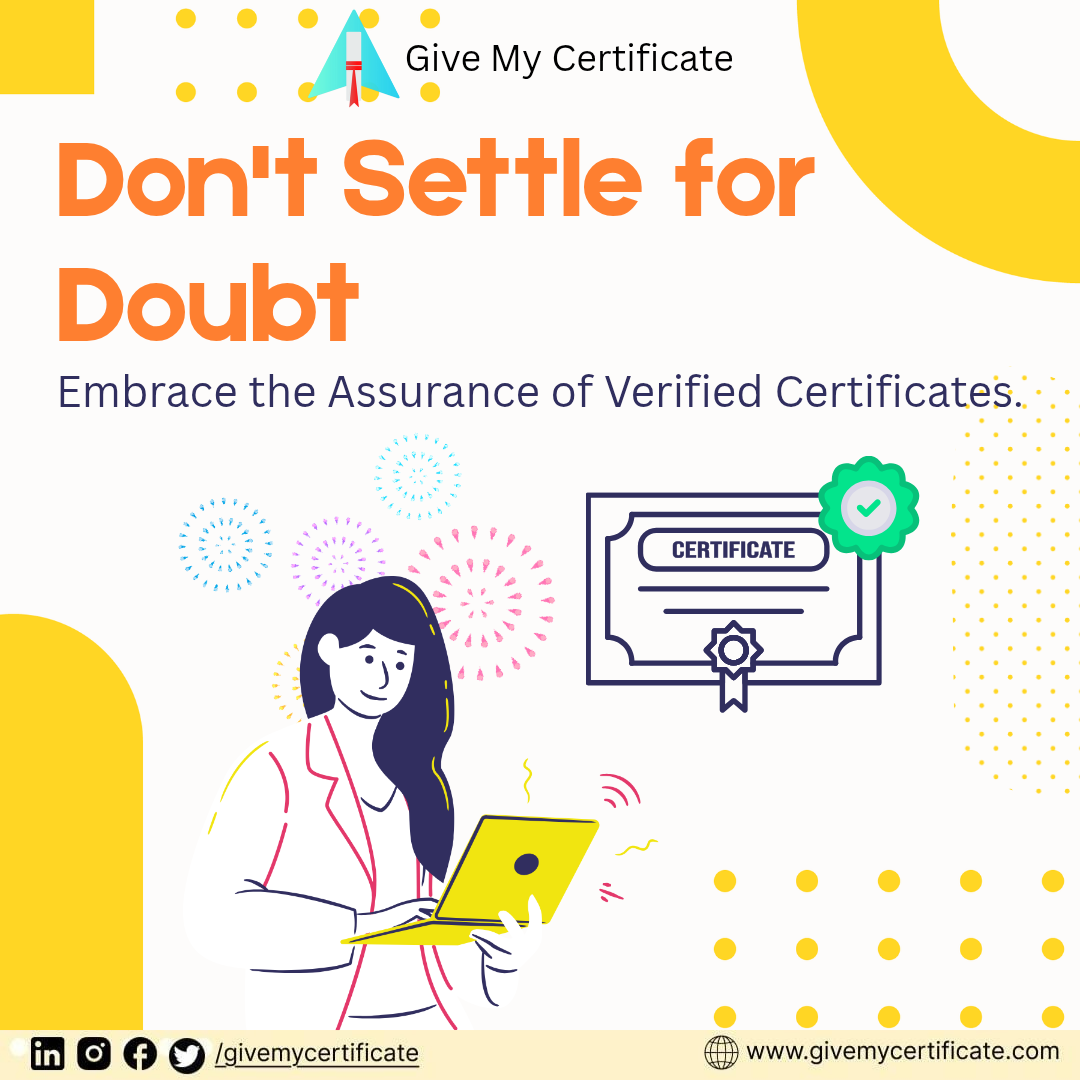 Give My Certificate
Don't Settle for
Doubt
Embrace the Assurance of Verified Certificates.
CERTIFICATE
/givemycertificate
www.givemycertificate.com